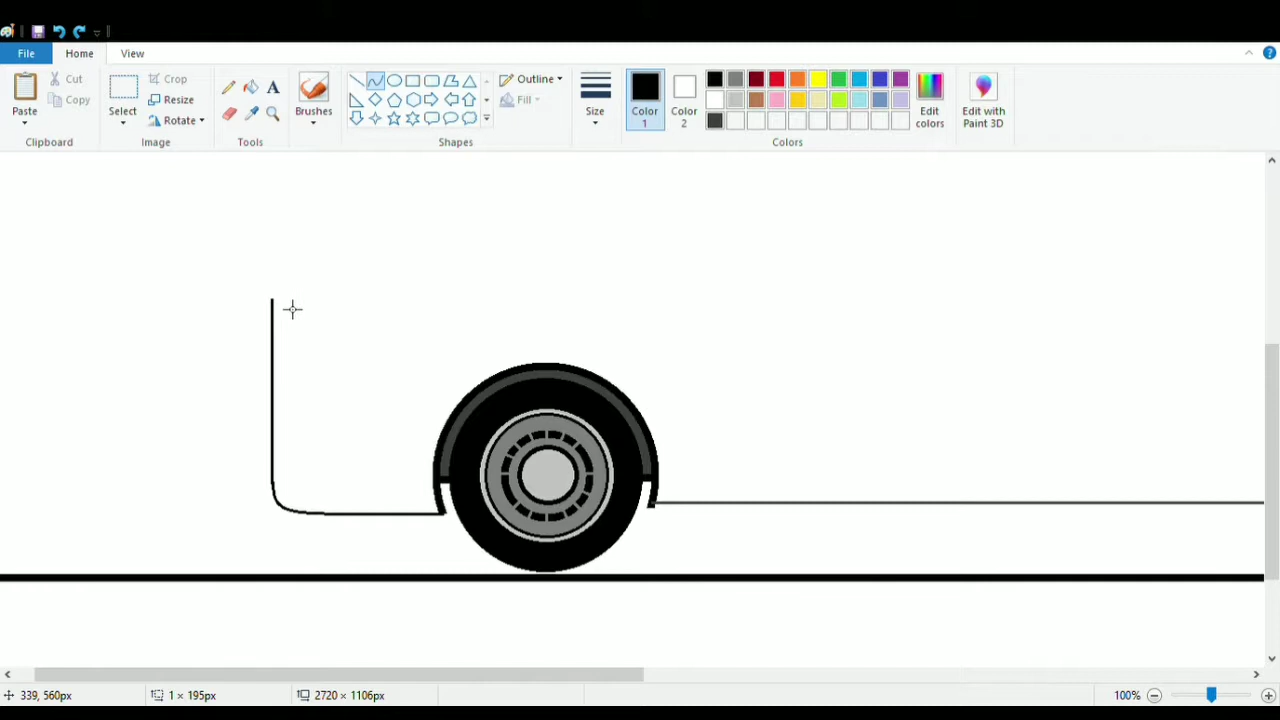 File Home View
Paste
Cut
Copy
Clipboard
Select
Crop
Resize
Rotate
Image
A
Tools
Brushes
Outline
Fill
Shapes
Size
Color
1
Color
2
Edit
colors
Colors
Edit with
Paint 3D
?
339, 560px 1 × 195px 2720 × 1106px 100%